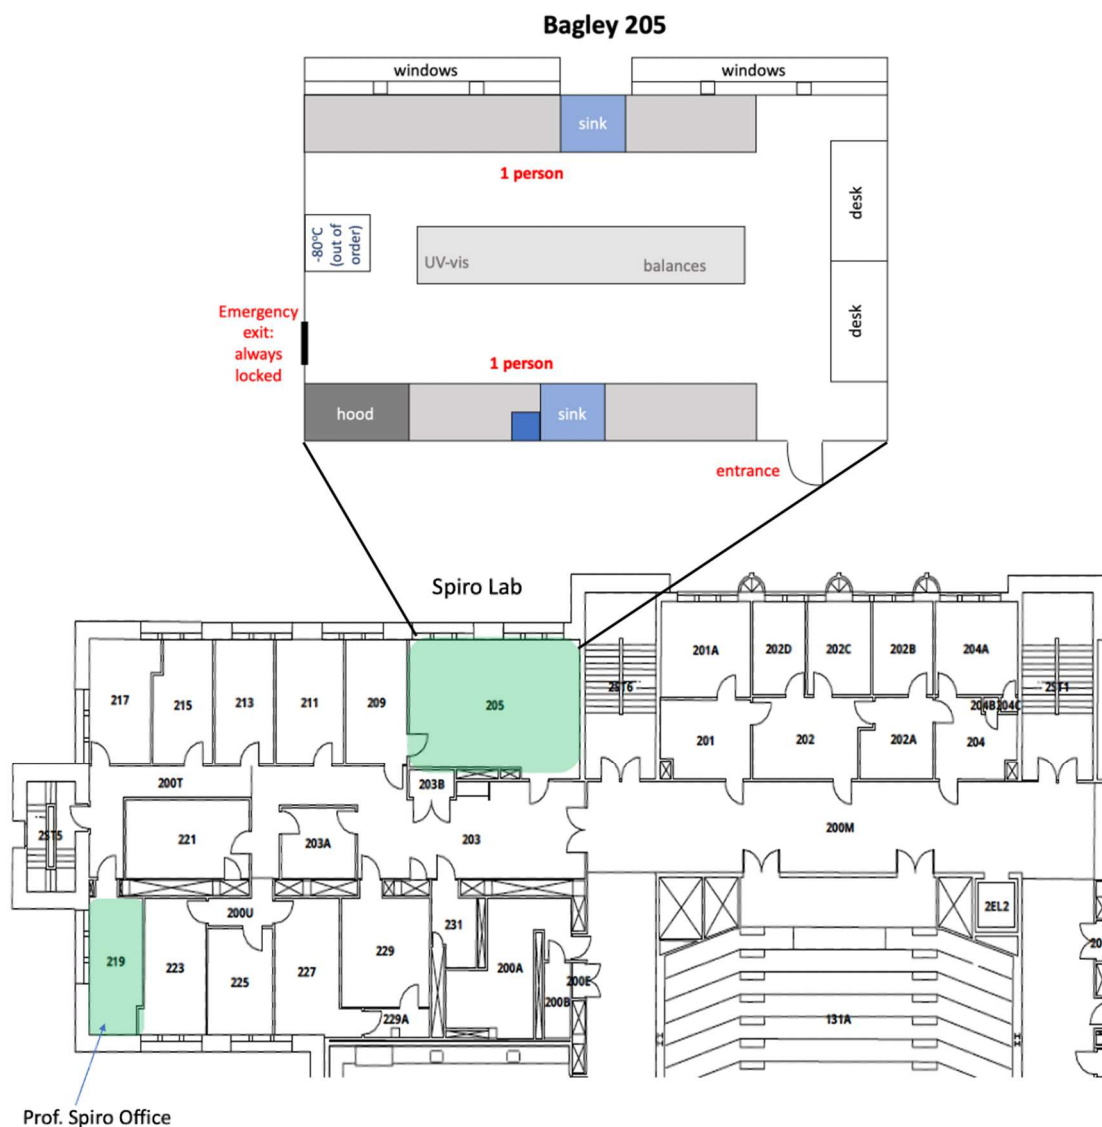 Bagley 205
windows
windows
sink
1 person
-80°C
(out of
order)
desk
UV-vis
balances
Emergency
exit:
always
locked
desk
1 person
hood
sink
entrance
Spiro Lab
201A
202D
202C
202B
204A
2ST6
2ST1
217
215
213
211
209
205
204B
204C
201
202
202A
204
200T
203B
2ST5
221
203A
203
200M
200U
2EL2
219
223
225
227
229
231
200A
200E
200B
229A
131A
Prof. Spiro Office